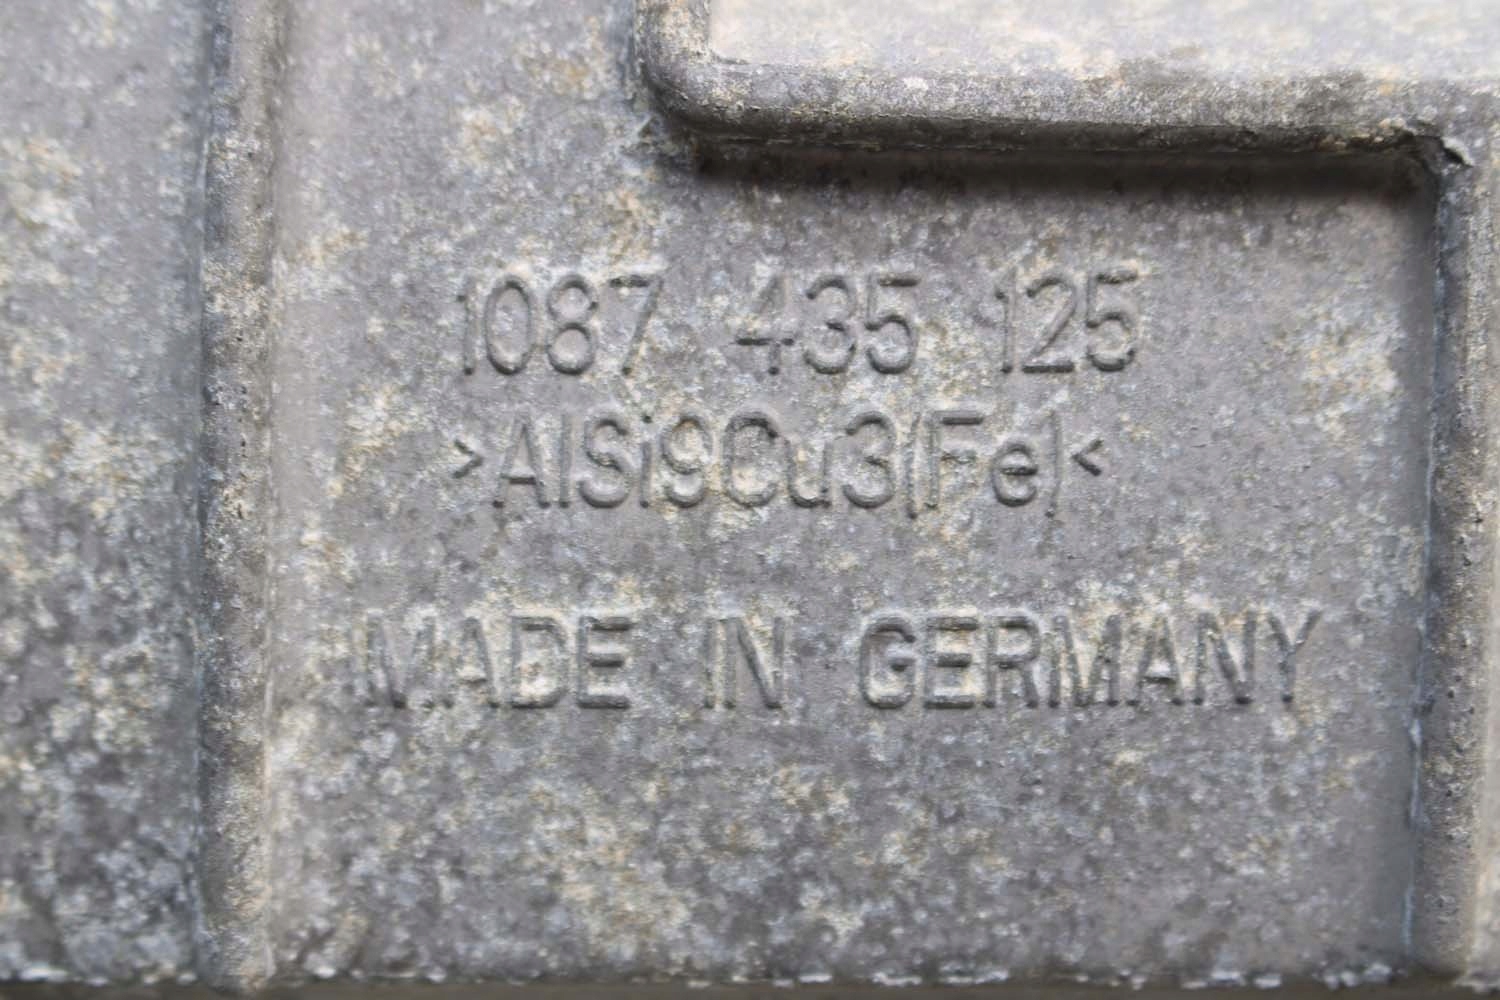 1087 435 125
>AlSi9Cu3(Fe)<
MADE IN GERMANY